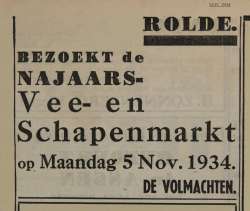 ROLDE.
BEZOEKT de
NAJAARS-
Vee- en
Schapenmarkt
op Maandag 5 Nov. 1934.
DE VOLMACHTEN.